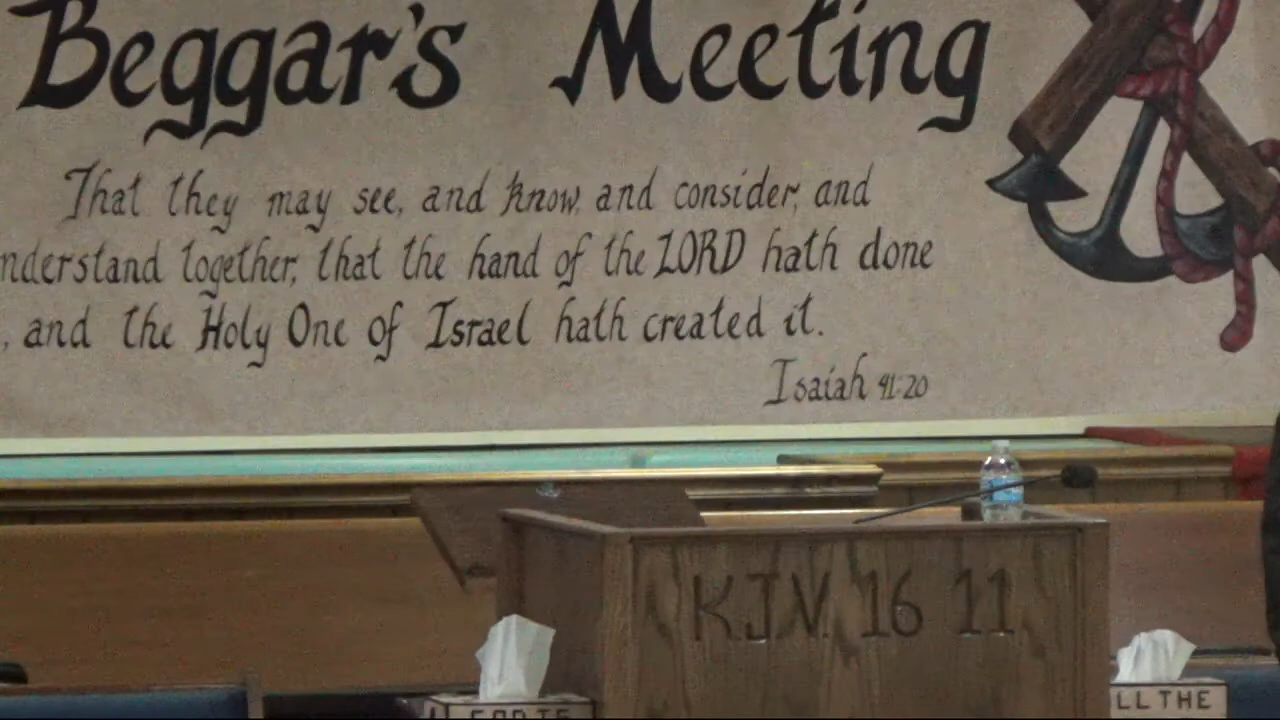 Beggar's Meeting
That they may see, and know, and consider, and
nderstand together, that the hand of the LORD hath done
, and the Holy One of Israel hath created it.
Isaiah 41:20
KJV 16 11
LL THE